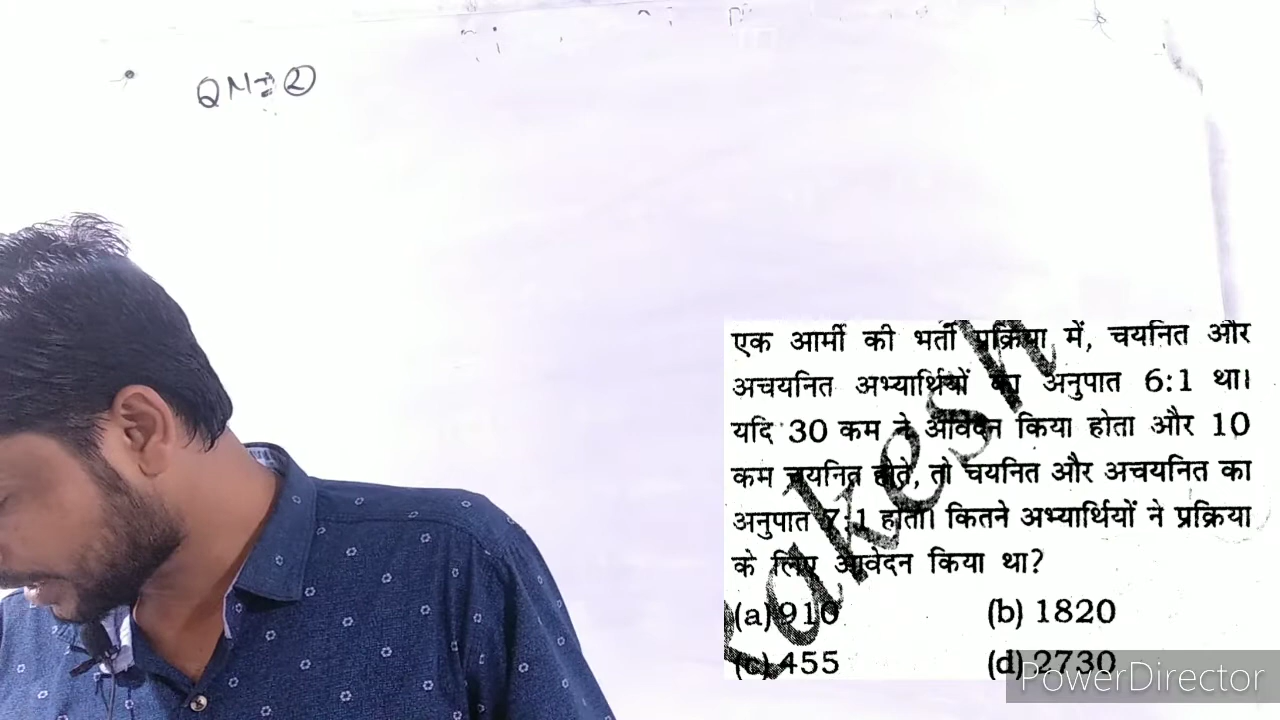 QN:- 2
एक आर्मी की भर्ती प्रक्रिया में, चयनित और
अचयनित अभ्यार्थियों का अनुपात 6:1 था।
यदि 30 कम ने आवेदन किया होता और 10
कम चयनित होते, तो चयनित और अचयनित का
अनुपात 7:1 होता। कितने अभ्यार्थियों ने प्रक्रिया
के लिए आवेदन किया था?
(a) 910 (b) 1820
(c) 455 (d) 2730
Rakesh
PowerDirector